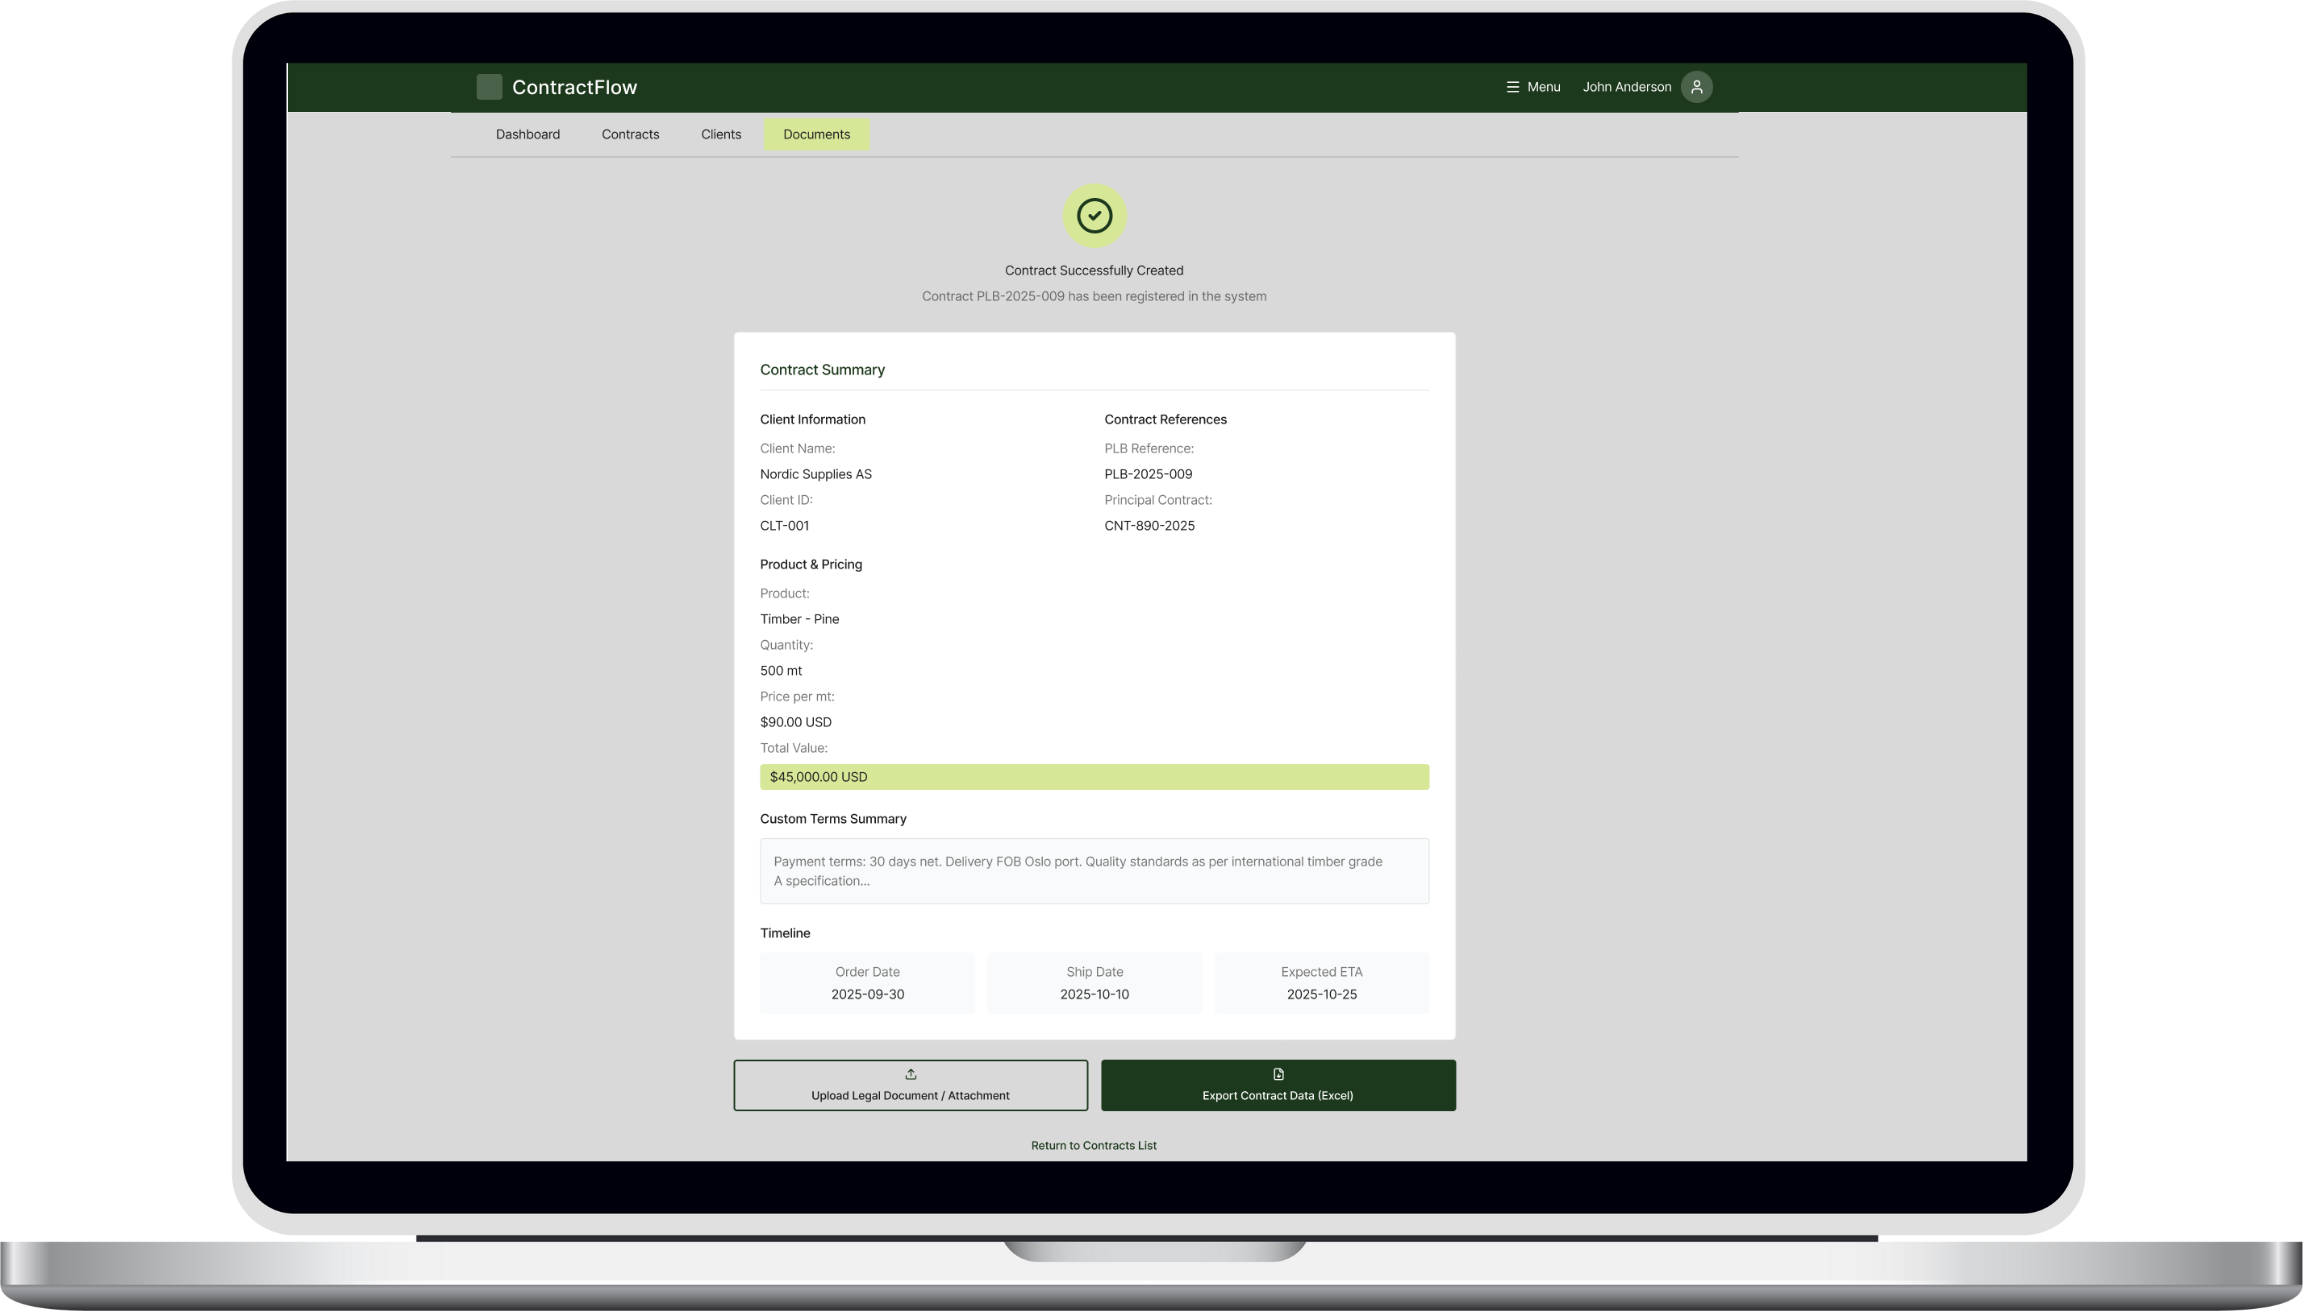 ContractFlow
Menu
John Anderson
Dashboard
Contracts
Clients
Documents
Contract Successfully Created
Contract PLB-2025-009 has been registered in the system
Contract Summary
Client Information
Client Name:
Nordic Supplies AS
Client ID:
CLT-001
Contract References
PLB Reference:
PLB-2025-009
Principal Contract:
CNT-890-2025
Product & Pricing
Product:
Timber - Pine
Quantity:
500 mt
Price per mt:
$90.00 USD
Total Value:
$45,000.00 USD
Custom Terms Summary
Payment terms: 30 days net. Delivery FOB Oslo port. Quality standards as per international timber grade
A specification...
Timeline
Order Date
2025-09-30
Ship Date
2025-10-10
Expected ETA
2025-10-25
Upload Legal Document / Attachment
Export Contract Data (Excel)
Return to Contracts List